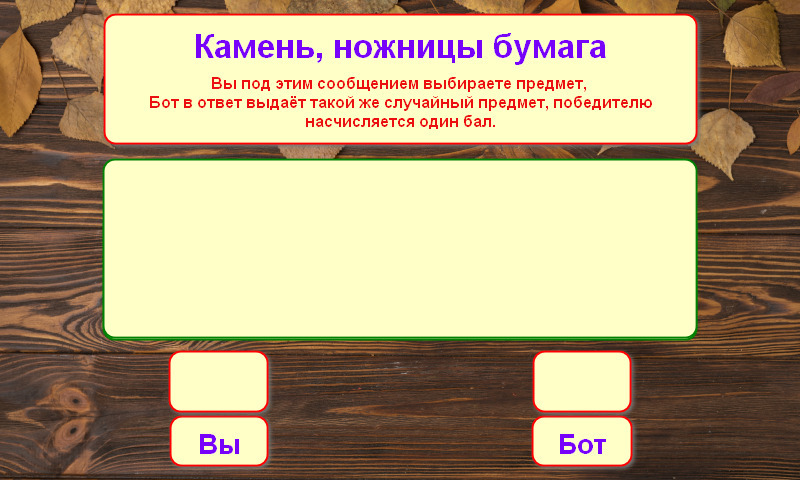 Камень, ножницы бумага
Вы под этим сообщением выбираете предмет,
Бот в ответ выдаёт такой же случайный предмет, победителю
насчисляется один бал.
Вы
Бот